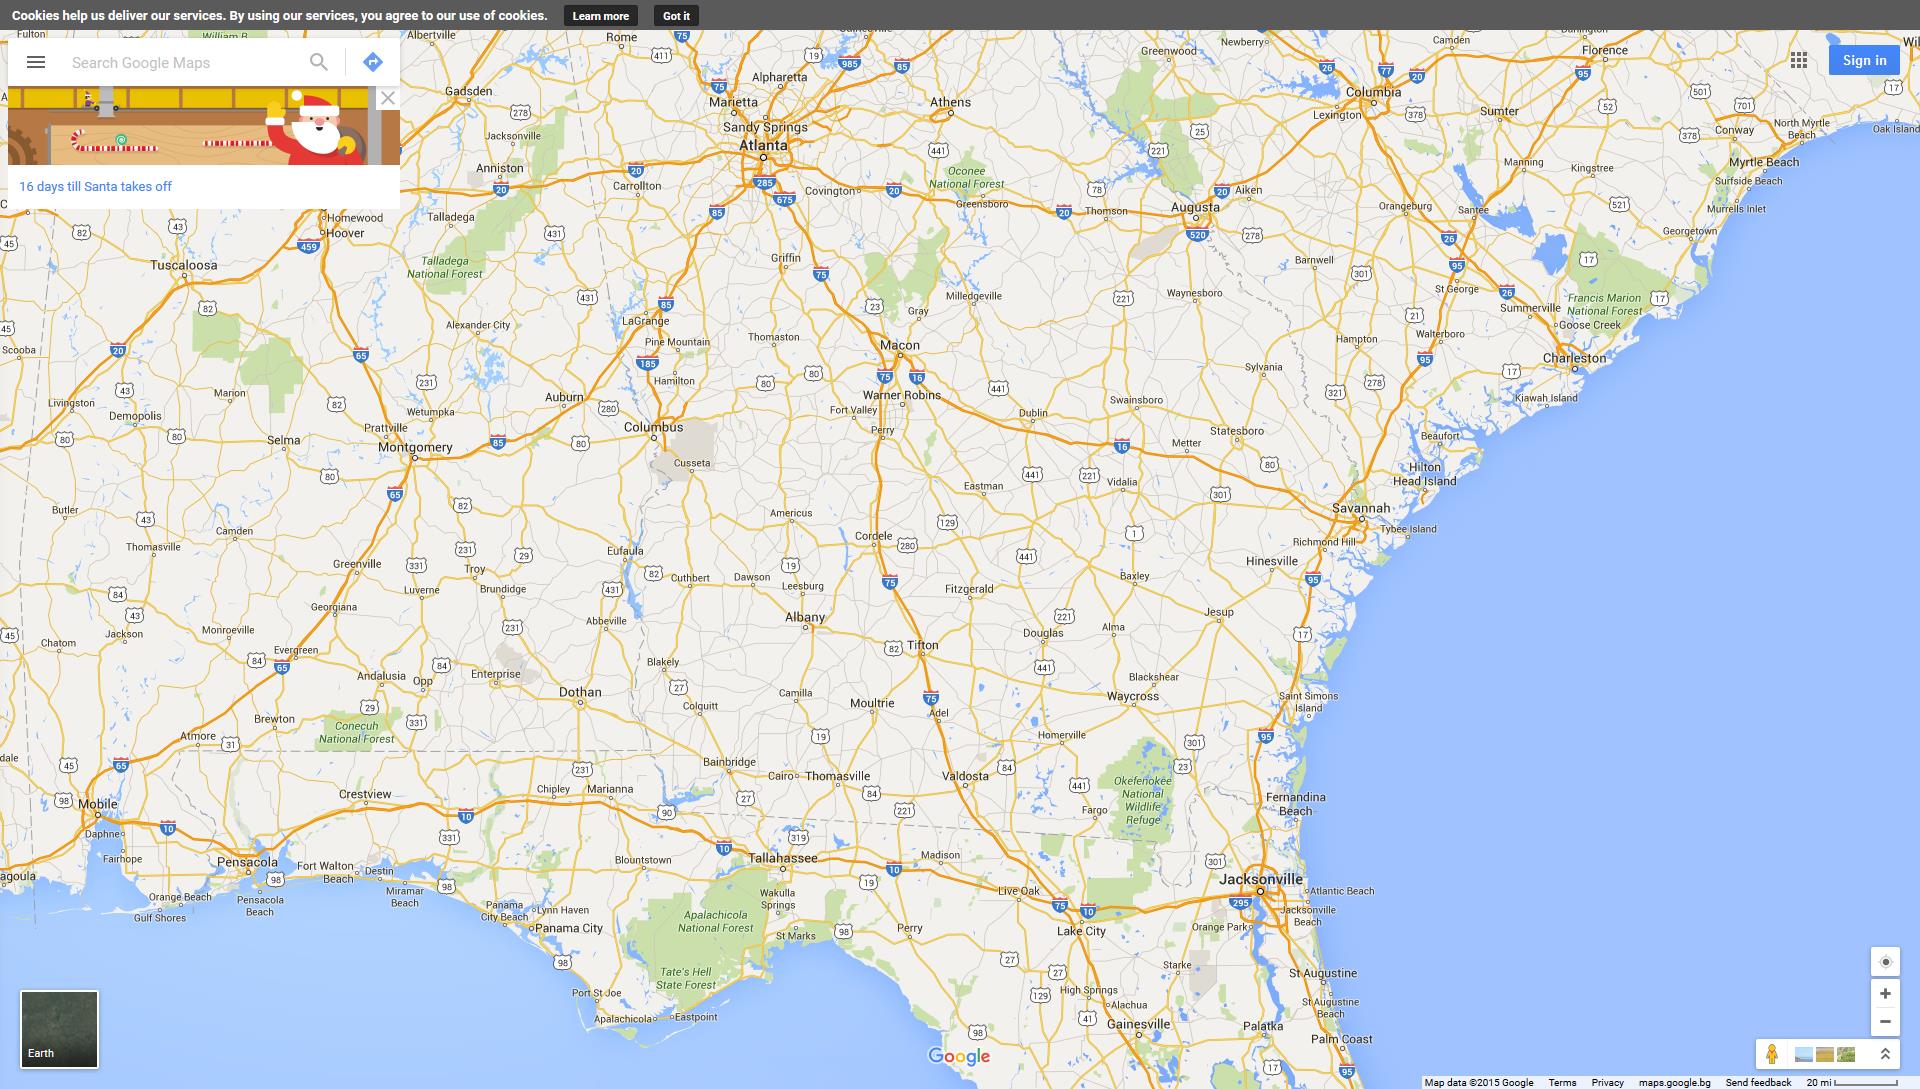 Cookies help us deliver our services. By using our services, you agree to our use of cookies. Learn more Got it
Search Google Maps
Sign in
16 days till Santa takes off
Fulton
William B
Albertville
Rome
Gainesville
Greenwood
Newberry
Camden
Darlington
Florence
Gadsden
Marietta
Alpharetta
Athens
Columbia
Lexington
Sumter
Conway
North Myrtle
Beach
Oak Island
Jacksonville
Sandy Springs
Atlanta
Anniston
Carrollton
Covington
Oconee
National Forest
Greensboro
Thomson
Augusta
Aiken
Orangeburg
Manning
Santee
Kingstree
Myrtle Beach
Surfside Beach
Murrells Inlet
Georgetown
Homewood
Hoover
Talladega
Talladega
National Forest
Tuscaloosa
Griffin
Milledgeville
Waynesboro
Barnwell
St George
Summerville
Francis Marion
National Forest
Goose Creek
Scooba
Alexander City
LaGrange
Pine Mountain
Thomaston
Gray
Macon
Hampton
Walterboro
Charleston
Hamilton
Sylvania
Livingston
Demopolis
Marion
Wetumpka
Auburn
Warner Robins
Fort Valley
Perry
Dublin
Swainsboro
Kiawah Island
Selma
Prattville
Montgomery
Columbus
Cusseta
Metter
Statesboro
Beaufort
Hilton
Head Island
Butler
Camden
Thomasville
Americus
Eastman
Vidalia
Savannah
Tybee Island
Richmond Hill
Greenville
Troy
Eufaula
Cordele
Hinesville
Luverne
Brundidge
Cuthbert
Dawson
Leesburg
Fitzgerald
Baxley
Georgiana
Abbeville
Albany
Jesup
Chatom
Jackson
Monroeville
Evergreen
Tifton
Douglas
Alma
Andalusia
Opp
Enterprise
Blakely
Dothan
Camilla
Colquitt
Moultrie
Adel
Blackshear
Waycross
Saint Simons
Island
Brewton
Atmore
Conecuh
National Forest
Homerville
Bainbridge
Cairo
Thomasville
Valdosta
Okefenokee
National
Wildlife
Refuge
Fargo
Fernandina
Beach
Mobile
Daphne
Fairhope
Crestview
Chipley
Marianna
Pensacola
Fort Walton
Beach
Destin
Miramar
Beach
Blountstown
Tallahassee
Madison
Live Oak
Jacksonville
Atlantic Beach
Jacksonville
Beach
Orange Beach
Gulf Shores
Pensacola
Beach
Panama
City Beach
Lynn Haven
Panama City
Wakulla
Springs
Apalachicola
National Forest
St Marks
Perry
Lake City
Orange Park
Tate's Hell
State Forest
Starke
St Augustine
Port St Joe
Apalachicola
Eastpoint
High Springs
Alachua
Gainesville
St Augustine
Beach
Palatka
Palm Coast
Earth
Google
Map data ©2015 Google Terms Privacy maps.google.bg Send feedback 20 mi